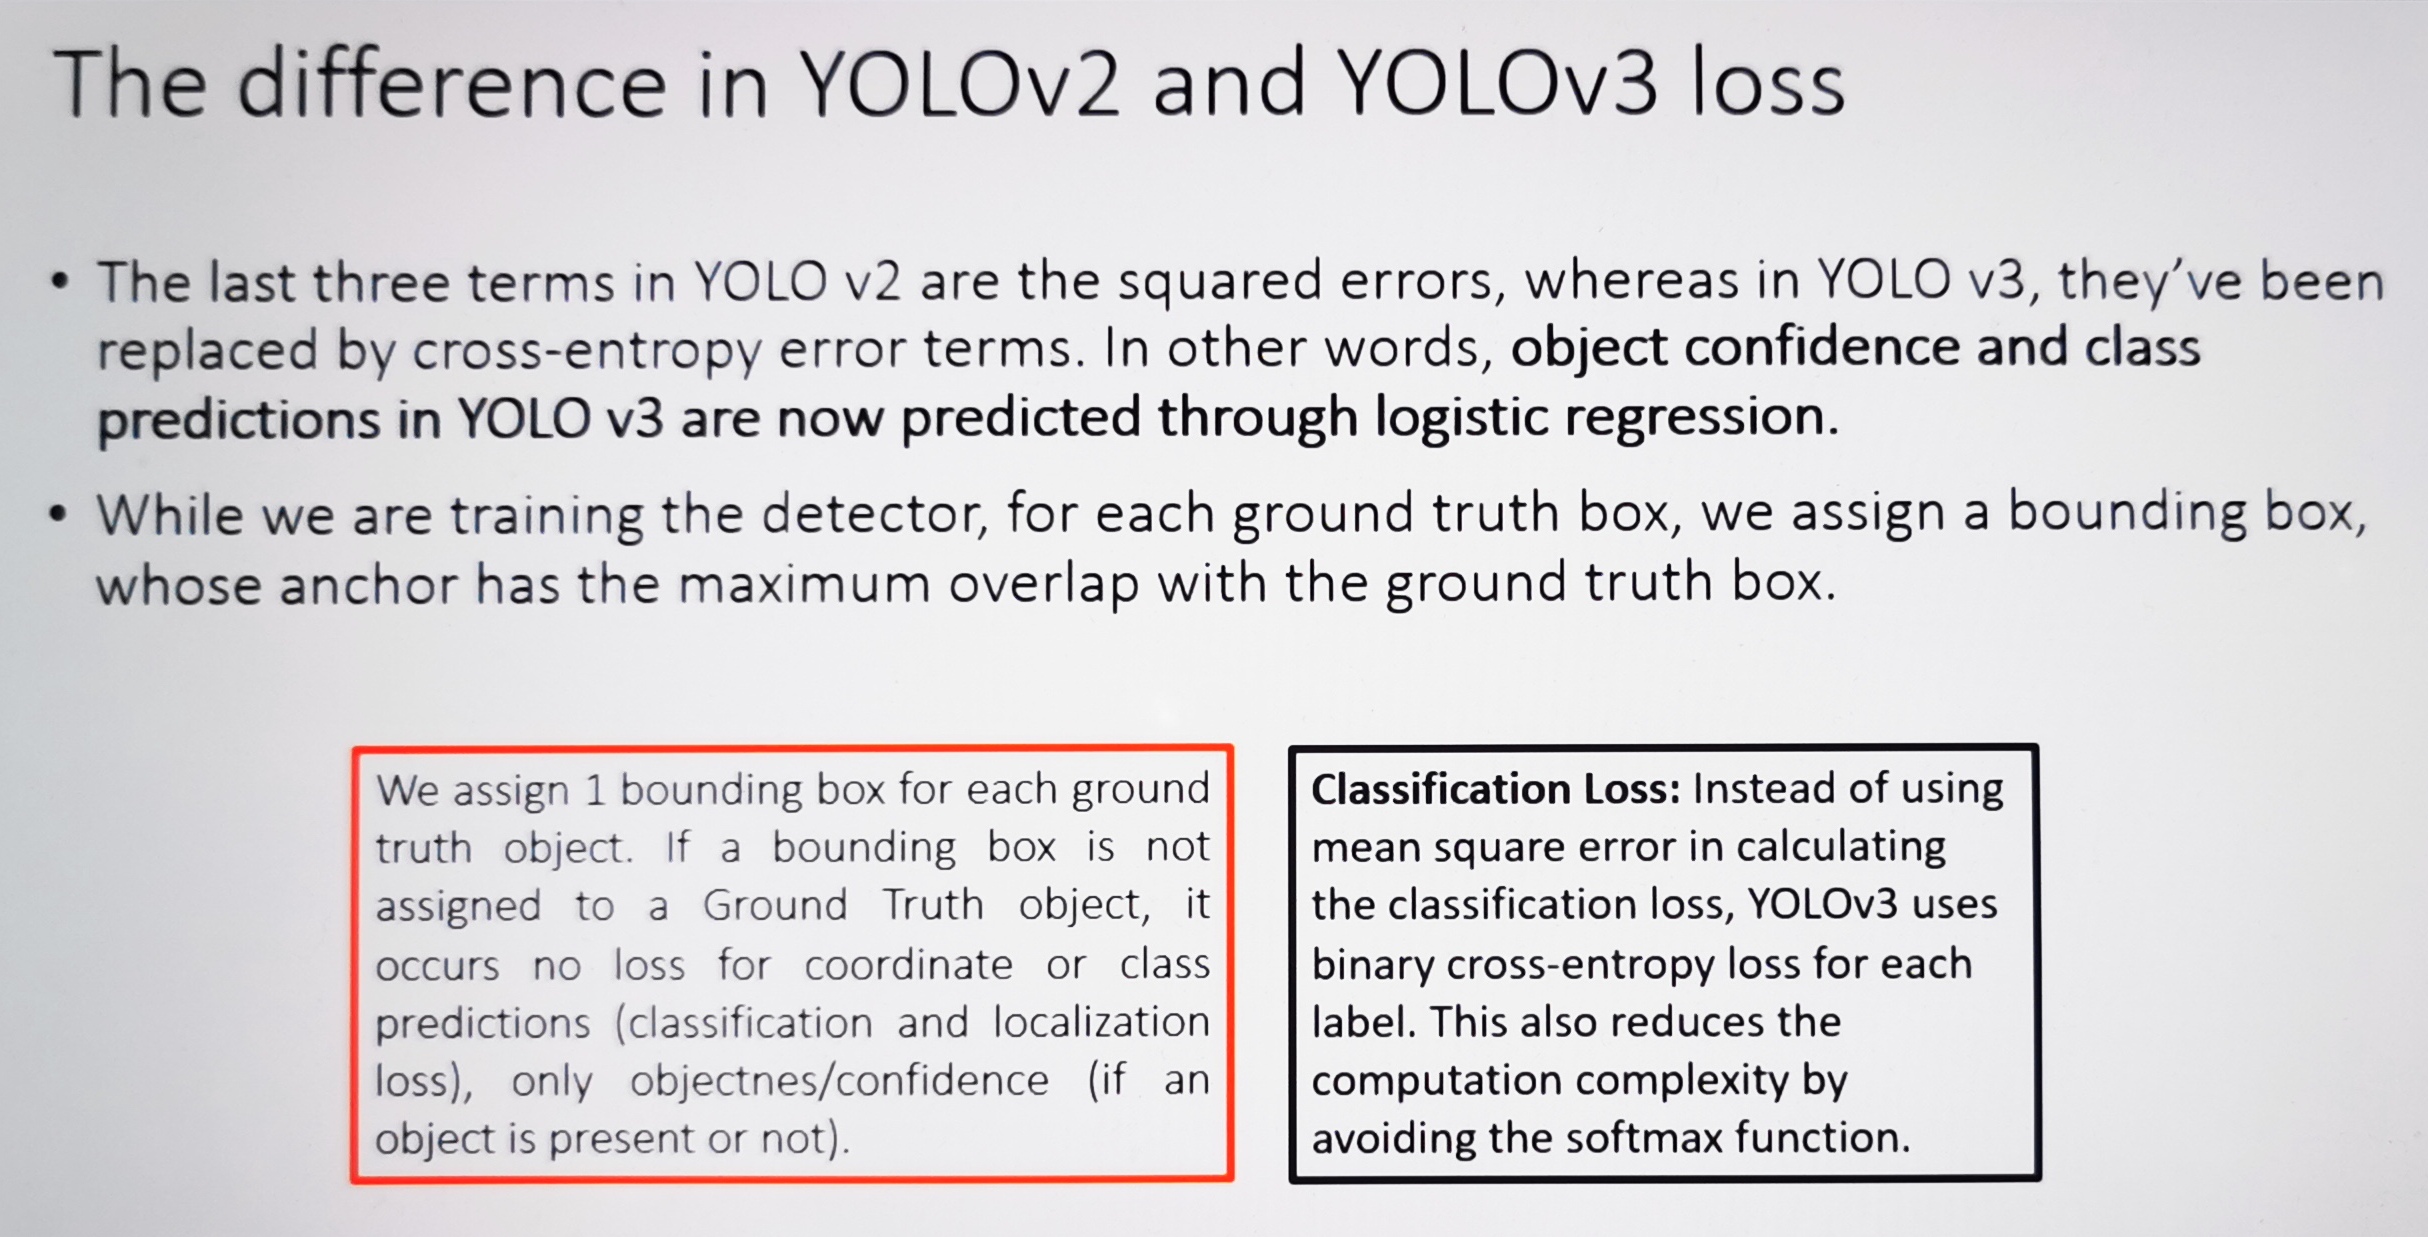 The difference in YOLOv2 and YOLOv3 loss
• The last three terms in YOLO v2 are the squared errors, whereas in YOLO v3, they've been
replaced by cross-entropy error terms. In other words, object confidence and class
predictions in YOLO v3 are now predicted through logistic regression.
• While we are training the detector, for each ground truth box, we assign a bounding box,
whose anchor has the maximum overlap with the ground truth box.
We assign 1 bounding box for each ground
truth object. If a bounding box is not
assigned to a Ground Truth object, it
occurs no loss for coordinate or class
predictions (classification and localization
loss), only objectnes/confidence (if an
object is present or not).
Classification Loss: Instead of using
mean square error in calculating
the classification loss, YOLOv3 uses
binary cross-entropy loss for each
label. This also reduces the
computation complexity by
avoiding the softmax function.